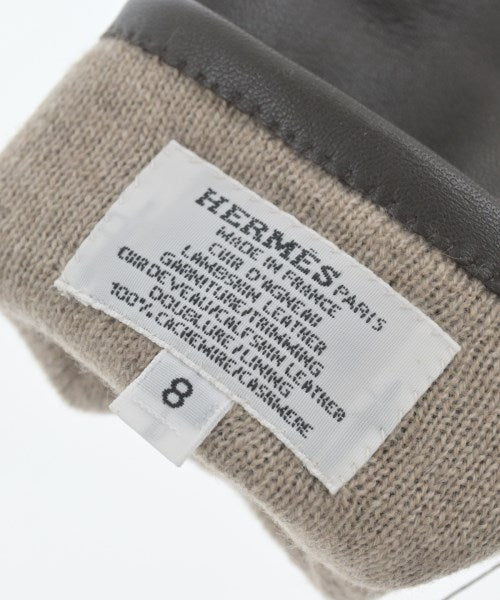 HERMES PARIS
MADE IN FRANCE
CUIR D'AGNEAU
LAMBSKIN LEATHER
GARNITURE/TRIMMING
CUIR DE VEAU/CALFSKIN LEATHER
DOUBLURE/LINING
100% CACHEMIRE/CASHMERE
8